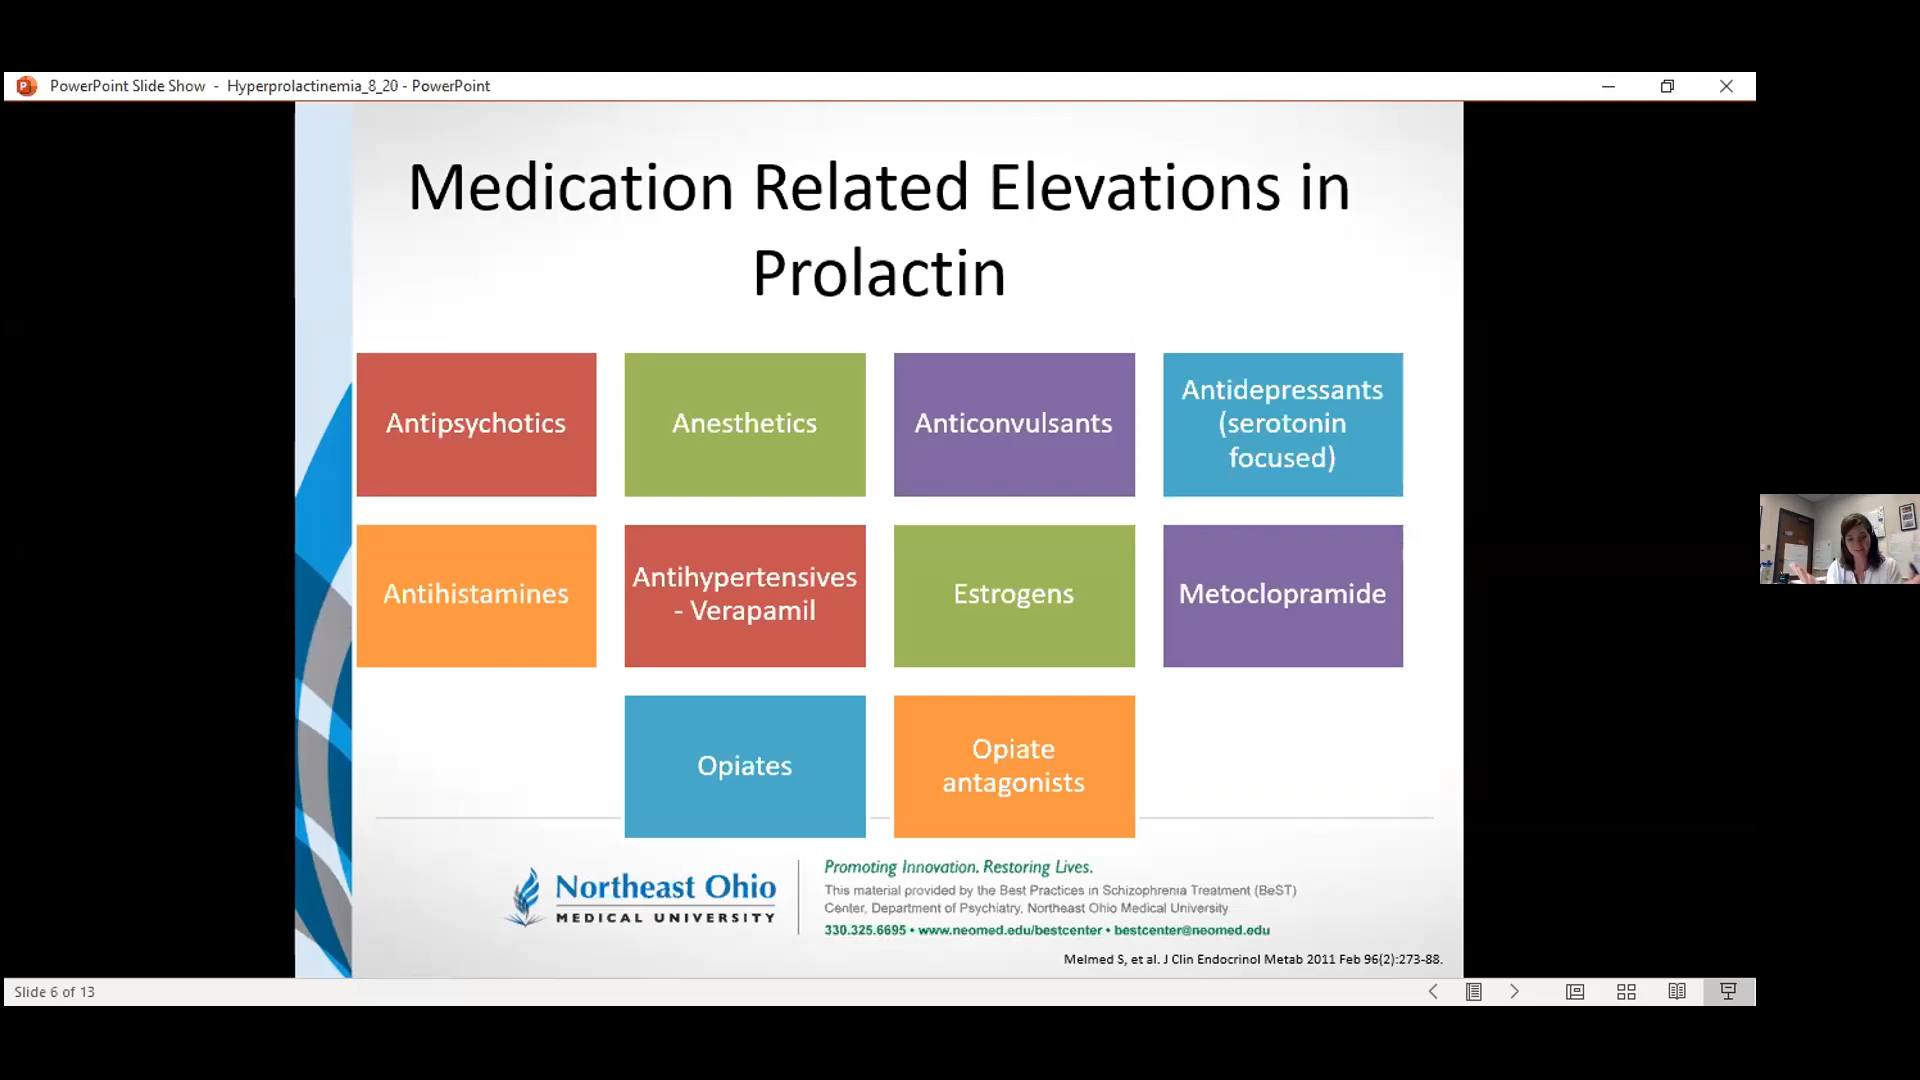 PowerPoint Slide Show - Hyperprolactinemia_8_20 - PowerPoint
Medication Related Elevations in
Prolactin
Antipsychotics
Anesthetics
Anticonvulsants
Antidepressants
(serotonin
focused)
Antihistamines
Antihypertensives
- Verapamil
Estrogens
Metoclopramide
Opiates
Opiate
antagonists
Northeast Ohio
MEDICAL UNIVERSITY
Promoting Innovation. Restoring Lives.
This material provided by the Best Practices in Schizophrenia Treatment (BeST)
Center, Department of Psychiatry, Northeast Ohio Medical University
330.325.6695 • www.neomed.edu/bestcenter • bestcenter@neomed.edu
Melmed S, et al. J Clin Endocrinol Metab 2011 Feb 96(2):273-88.
Slide 6 of 13